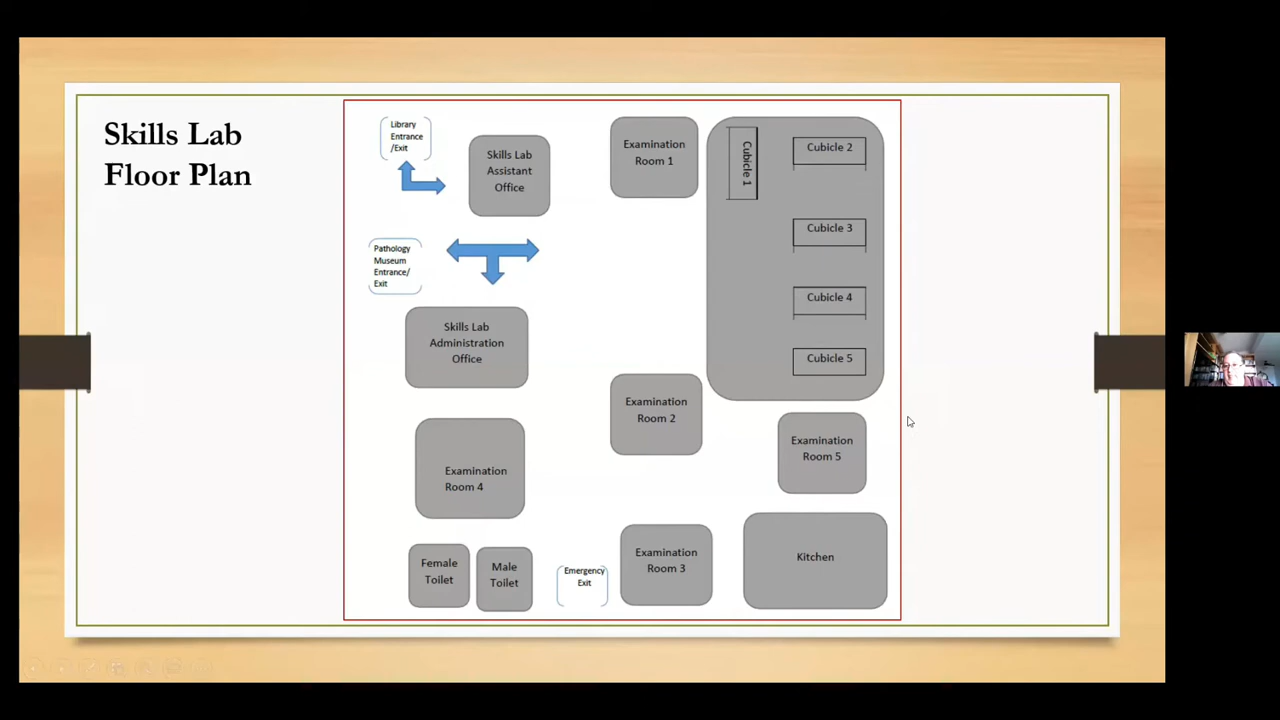 Skills Lab
Floor Plan
Library
Entrance
/Exit
Skills Lab
Assistant
Office
Examination
Room 1
Cubicle 1
Cubicle 2
Cubicle 3
Cubicle 4
Cubicle 5
Pathology
Museum
Entrance/
Exit
Skills Lab
Administration
Office
Examination
Room 2
Examination
Room 5
Examination
Room 4
Female
Toilet
Male
Toilet
Emergency
Exit
Examination
Room 3
Kitchen